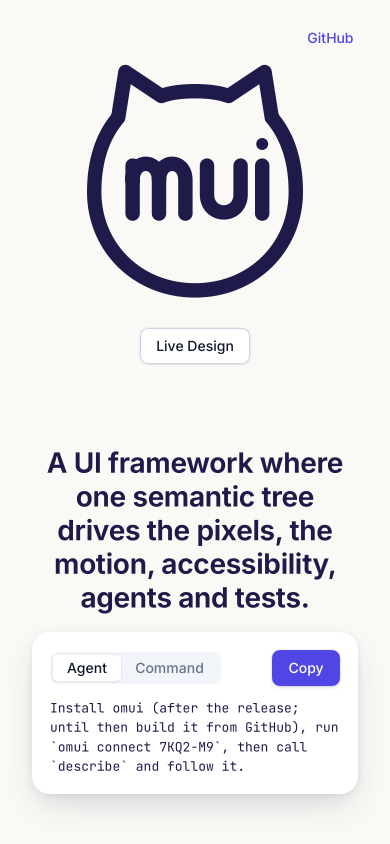 GitHub
mui
Live Design
A UI framework where
one semantic tree
drives the pixels, the
motion, accessibility,
agents and tests.
Agent
Command
Copy
Install omui (after the release;
until then build it from GitHub), run
`omui connect 7KQ2-M9`, then call
`describe` and follow it.